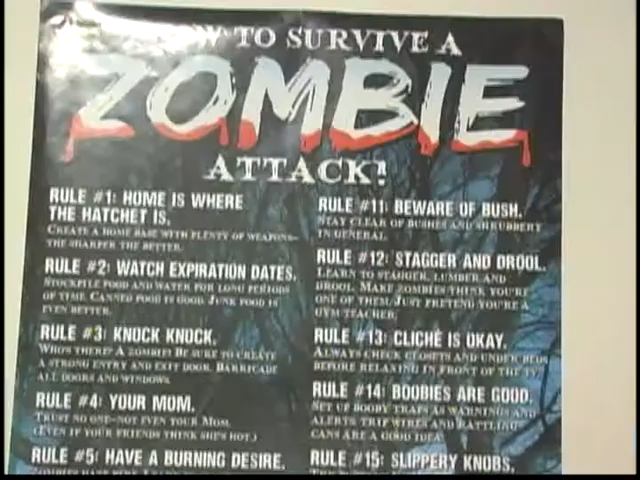 TO SURVIVE A
ZOMBIE
ATTACK!
RULE #1: HOME IS WHERE
THE HATCHET IS.
CREATE A HOME BASE WITH PLENTY OF WEAPONS–
THE SHARPER THE BETTER.
RULE #2: WATCH EXPIRATION DATES.
STOCKPILE FOOD AND WATER FOR LONG PERIODS
OF TIME. CANNED FOOD IS GOOD. JUNK FOOD IS
EVEN BETTER.
RULE #3: KNOCK KNOCK.
WHO'S THERE? A ZOMBIE! BE SURE TO CREATE
A STRONG ENTRY AND EXIT DOOR. BARRICADE
ALL DOORS AND WINDOWS.
RULE #4: YOUR MOM.
TRUST NO ONE–NOT EVEN YOUR MOM.
(EVEN IF YOUR FRIENDS THINK SHE'S HOT.)
RULE #5: HAVE A BURNING DESIRE.
RULE #11: BEWARE OF BUSH.
STAY CLEAR OF BUSHES AND SHRUBBERY
IN GENERAL.
RULE #12: STAGGER AND DROOL.
LEARN TO STAGGER, LUMBER AND
DROOL. MAKE ZOMBIES THINK YOU'RE
ONE OF THEM. JUST PRETEND YOU'RE A
GYM TEACHER.
RULE #13: CLICHÉ IS OKAY.
ALWAYS CHECK CLOSETS AND UNDER BEDS
BEFORE RELAXING IN FRONT OF THE TV.
RULE #14: BOOBIES ARE GOOD.
SET UP BOOBY TRAPS AS WARNINGS AND
ALERTS. TRIP WIRES AND RATTLING
CANS ARE A GOOD IDEA.
RULE #15: SLIPPERY KNOBS.